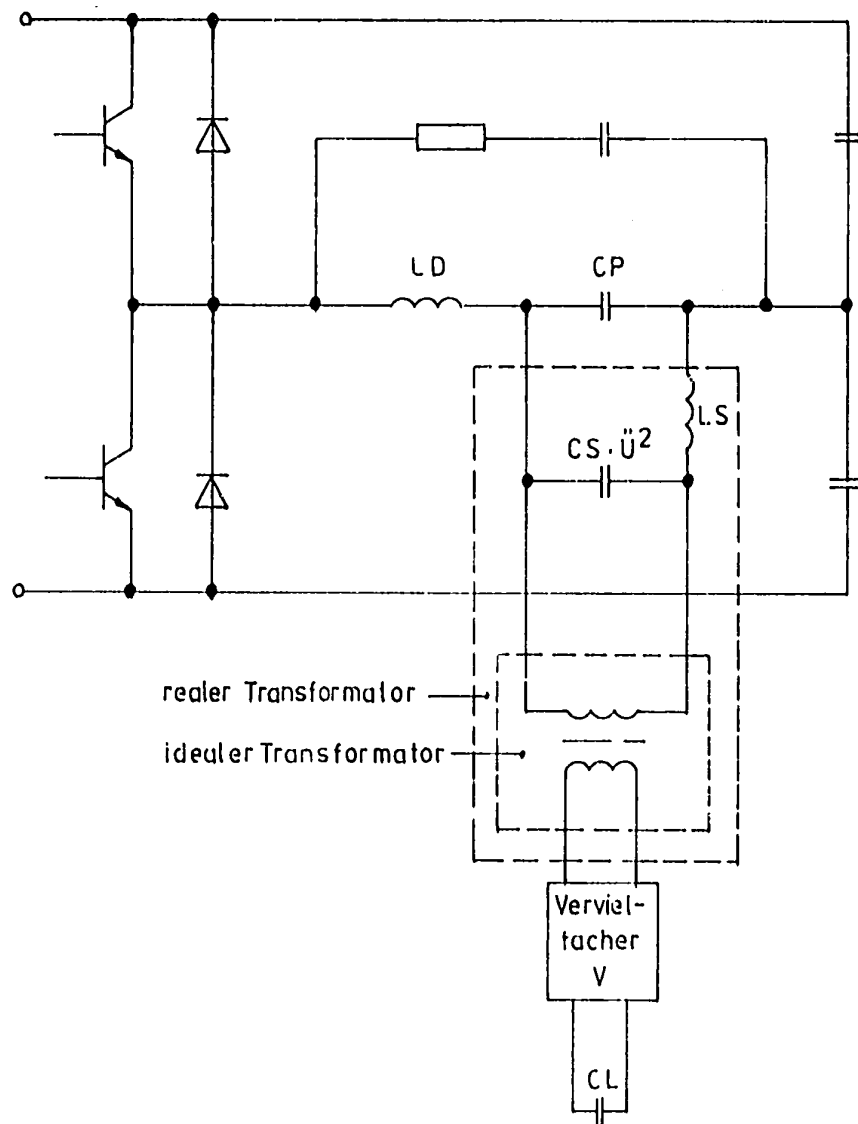 LD
CP
LS
CS · Ü²
realer Transformator
idealer Transformator
Verviel-
facher
V
CL